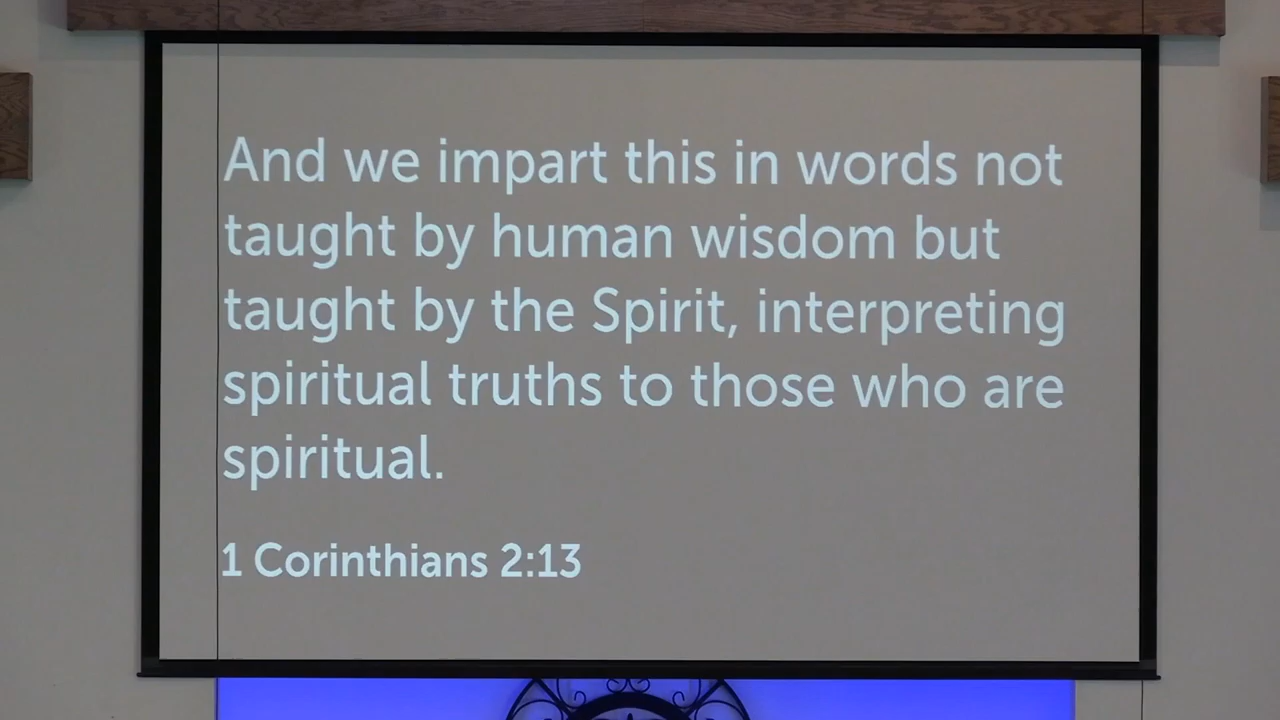 And we impart this in words not
taught by human wisdom but
taught by the Spirit, interpreting
spiritual truths to those who are
spiritual.
1 Corinthians 2:13